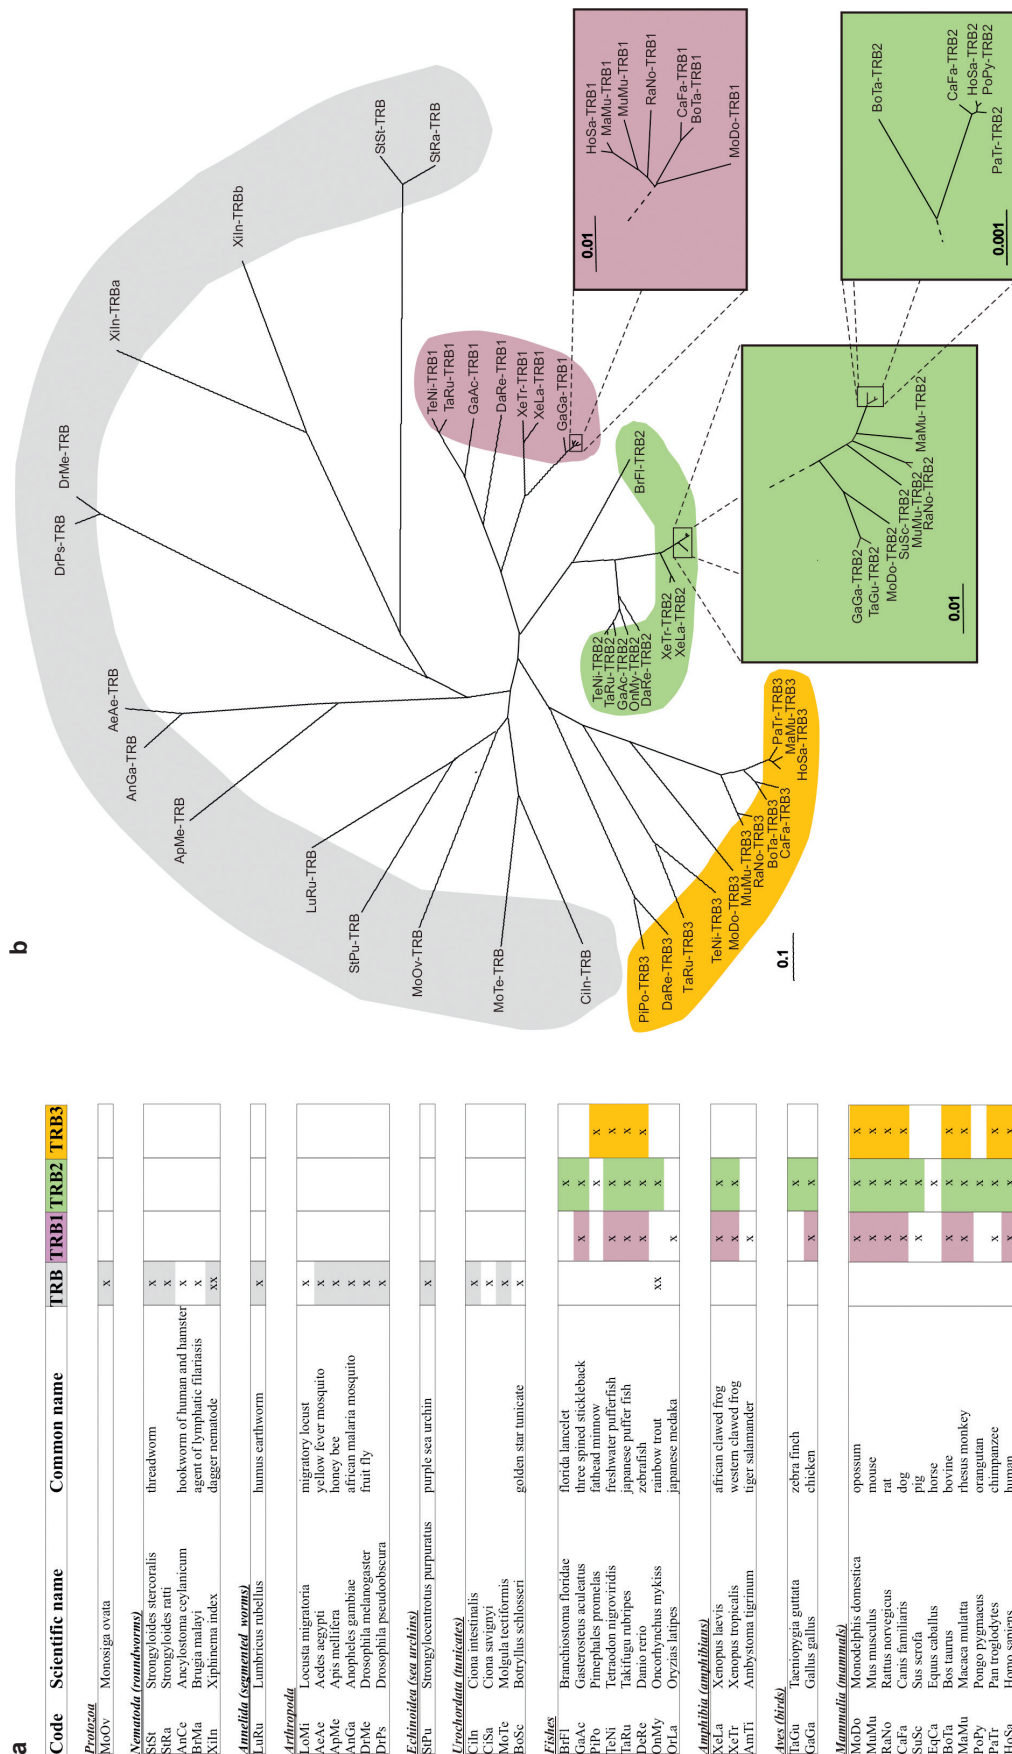 a
Code Scientific name Common name TRB TRB1 TRB2 TRB3
Protozoa
MoOv Monosiga ovata x
Nematoda (roundworms)
StSt Strongyloides stercoralis threadworm x
StRa Strongyloides ratti x
AnCe Ancylostoma ceylanicum hookworm of human and hamster x
BrMa Brugia malayi agent of lymphatic filariasis x
XiIn Xiphinema index dagger nematode xx
Annelida (segmented worms)
LuRu Lumbricus rubellus humus earthworm x
Arthropoda
LoMi Locusta migratoria migratory locust x
AeAe Aedes aegypti yellow fever mosquito x
ApMe Apis mellifera honey bee x
AnGa Anopheles gambiae african malaria mosquito x
DrMe Drosophila melanogaster fruit fly x
DrPs Drosophila pseudoobscura x
Echinoidea (sea urchins)
StPu Strongylocentrotus purpuratus purple sea urchin x
Urochordata (tunicates)
CiIn Ciona intestinalis x
CiSa Ciona savignyi x
MoTe Molgula tectiformis x
BoSc Botryllus schlosseri golden star tunicate x
Fishes
BrFl Branchiostoma floridae florida lancelet x
GaAc Gasterosteus aculeatus three spined stickleback x x
PiPo Pimephales promelas fathead minnow x x
TeNi Tetraodon nigroviridis freshwater pufferfish x x x
TaRu Takifugu rubripes japanese puffer fish x x x
DeRe Danio rerio zebrafish x x x
OnMy Oncorhynchus mykiss rainbow trout xx x
OrLa Oryzias latipes japanese medaka x
Amphibia (amphibians)
XeLa Xenopus laevis african clawed frog x x
XeTr Xenopus tropicalis western clawed frog x x
AmTi Ambystoma tigrinum tiger salamander x
Aves (birds)
TaGu Taeniopygia guttata zebra finch x
GaGa Gallus gallus chicken x x
Mammalia (mammals)
MoDo Monodelphis domestica opossum x x x
MuMu Mus musculus mouse x x x
RaNo Rattus norvegicus rat x x x
CaFa Canis familiaris dog x x x
SuSc Sus scrofa pig x x
EqCa Equus caballus horse x
BoTa Bos taurus bovine x x x
MaMu Macaca mulatta rhesus monkey x x x
PoPy Pongo pygmaeus orangutan x
PaTr Pan troglodytes chimpanzee x x x
HoSa Homo sapiens human x x x
b
DrPs-TRB
DrMe-TRB
XiIn-TRBa
XiIn-TRBb
StSt-TRB
StRa-TRB
AeAe-TRB
AnGa-TRB
ApMe-TRB
LuRu-TRB
StPu-TRB
MoOv-TRB
MoTe-TRB
CiIn-TRB
TeNi-TRB1
TaRu-TRB1
GaAc-TRB1
DaRe-TRB1
XeTr-TRB1
XeLa-TRB1
GaGa-TRB1
BrFl-TRB2
TeNi-TRB2
TaRu-TRB2
GaAc-TRB2
OnMy-TRB2
DaRe-TRB2
XeTr-TRB2
XeLa-TRB2
PiPo-TRB3
DaRe-TRB3
TaRu-TRB3
TeNi-TRB3
MoDo-TRB3
MuMu-TRB3
RaNo-TRB3
BoTa-TRB3
CaFa-TRB3
PaTr-TRB3
MaMu-TRB3
HoSa-TRB3
0.1
0.01
HoSa-TRB1
MaMu-TRB1
MuMu-TRB1
RaNo-TRB1
CaFa-TRB1
BoTa-TRB1
MoDo-TRB1
GaGa-TRB2
TaGu-TRB2
MoDo-TRB2
SuSc-TRB2
MuMu-TRB2
RaNo-TRB2
MaMu-TRB2
0.01
BoTa-TRB2
CaFa-TRB2
HoSa-TRB2
PoPy-TRB2
PaTr-TRB2
0.001